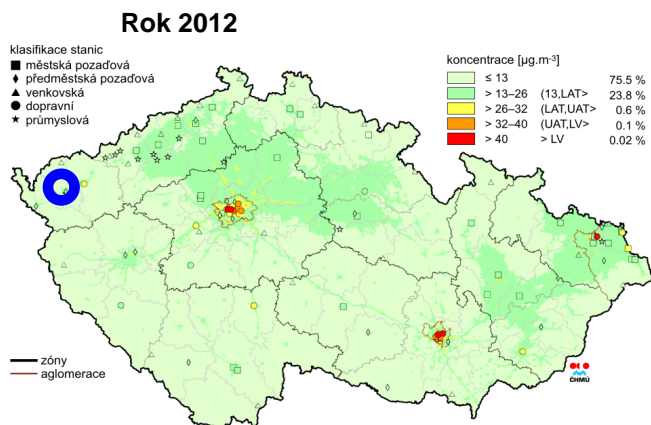 Rok 2012
klasifikace stanic
městská pozaďová
předměstská pozaďová
venkovská
dopravní
průmyslová
koncentrace [µg.m-³]
≤ 13 75.5 %
> 13–26 (13,LAT> 23.8 %
> 26–32 (LAT,UAT> 0.6 %
> 32–40 (UAT,LV> 0.1 %
> 40 > LV 0.02 %
zóny
aglomerace
ČHMÚ